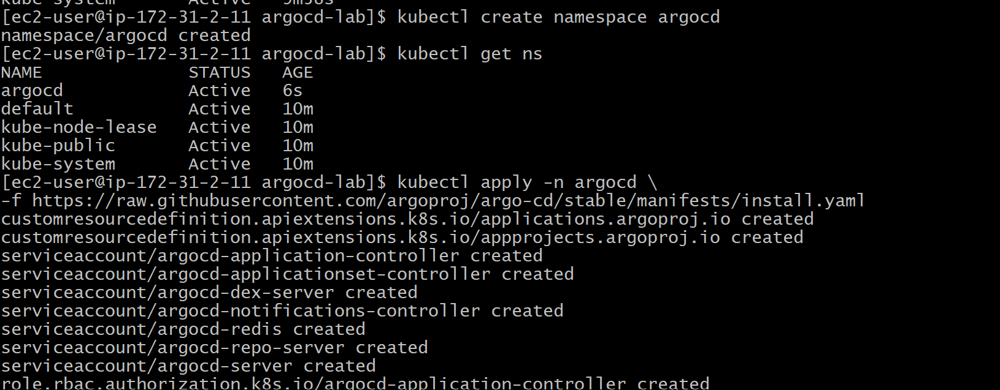 kube-system       Active   9m58s
[ec2-user@ip-172-31-2-11 argocd-lab]$ kubectl create namespace argocd
namespace/argocd created
[ec2-user@ip-172-31-2-11 argocd-lab]$ kubectl get ns
NAME              STATUS   AGE
argocd            Active   6s
default           Active   10m
kube-node-lease   Active   10m
kube-public       Active   10m
kube-system       Active   10m
[ec2-user@ip-172-31-2-11 argocd-lab]$ kubectl apply -n argocd \
-f https://raw.githubusercontent.com/argoproj/argo-cd/stable/manifests/install.yaml
customresourcedefinition.apiextensions.k8s.io/applications.argoproj.io created
customresourcedefinition.apiextensions.k8s.io/appprojects.argoproj.io created
serviceaccount/argocd-application-controller created
serviceaccount/argocd-applicationset-controller created
serviceaccount/argocd-dex-server created
serviceaccount/argocd-notifications-controller created
serviceaccount/argocd-redis created
serviceaccount/argocd-repo-server created
serviceaccount/argocd-server created
role.rbac.authorization.k8s.io/argocd-application-controller created